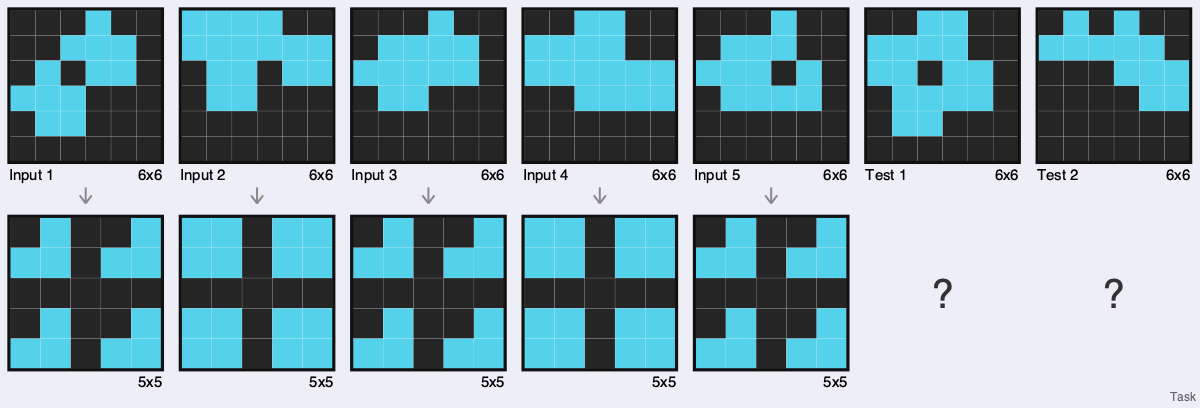 Input 1 6x6
Input 2 6x6
Input 3 6x6
Input 4 6x6
Input 5 6x6
Test 1 6x6
Test 2 6x6
5x5
5x5
5x5
5x5
5x5
?
?
Task